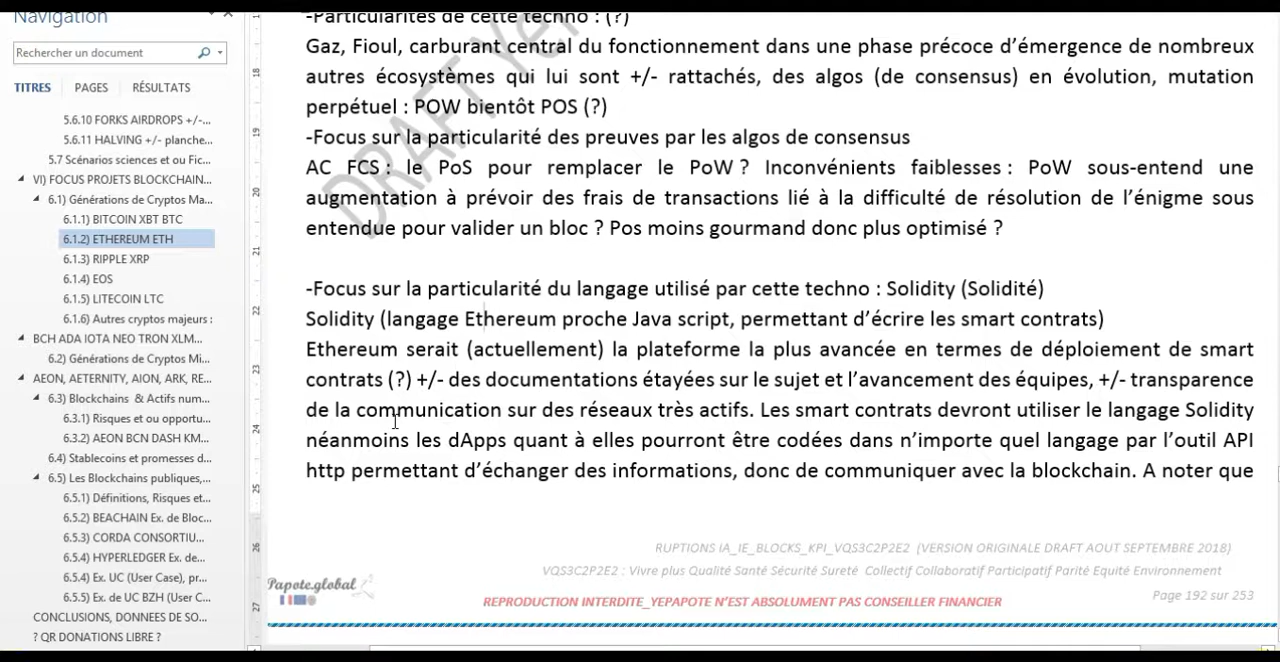 Navigation
Rechercher un document
TITRES PAGES RÉSULTATS
5.6.10 FORKS AIRDROPS +/-...
5.6.11 HALVING +/- planche...
5.7 Scénarios sciences et ou Fic...
VI) FOCUS PROJETS BLOCKCHAIN...
6.1) Générations de Cryptos Ma...
6.1.1) BITCOIN XBT BTC
6.1.2) ETHEREUM ETH
6.1.3) RIPPLE XRP
6.1.4) EOS
6.1.5) LITECOIN LTC
6.1.6) Autres cryptos majeurs :
BCH ADA IOTA NEO TRON XLM...
6.2) Générations de Cryptos Mi...
AEON, AETERNITY, AION, ARK, RE...
6.3) Blockchains & Actifs num...
6.3.1) Risques et ou opportu...
6.3.2) AEON BCN DASH KM...
6.4) Stablecoins et promesses d...
6.5) Les Blockchains publiques,...
6.5.1) Définitions, Risques et...
6.5.2) BEACHAIN Ex. de Bloc...
6.5.3) CORDA CONSORTIU...
6.5.4) HYPERLEDGER Ex. de...
6.5.4) Ex. UC (User Case), pr...
6.5.5) Ex. de UC BZH (User C...
CONCLUSIONS, DONNEES DE SO...
? QR DONATIONS LIBRE ?
-Particularités de cette techno : (?)
Gaz, Fioul, carburant central du fonctionnement dans une phase précoce d’émergence de nombreux
autres écosystèmes qui lui sont +/- rattachés, des algos (de consensus) en évolution, mutation
perpétuel : POW bientôt POS (?)
-Focus sur la particularité des preuves par les algos de consensus
AC FCS : le PoS pour remplacer le PoW ? Inconvénients faiblesses : PoW sous-entend une
augmentation à prévoir des frais de transactions lié à la difficulté de résolution de l’énigme sous
entendue pour valider un bloc ? Pos moins gourmand donc plus optimisé ?
-Focus sur la particularité du langage utilisé par cette techno : Solidity (Solidité)
Solidity (langage Ethereum proche Java script, permettant d’écrire les smart contrats)
Ethereum serait (actuellement) la plateforme la plus avancée en termes de déploiement de smart
contrats (?) +/- des documentations étayées sur le sujet et l’avancement des équipes, +/- transparence
de la communication sur des réseaux très actifs. Les smart contrats devront utiliser le langage Solidity
néanmoins les dApps quant à elles pourront être codées dans n’importe quel langage par l’outil API
http permettant d’échanger des informations, donc de communiquer avec la blockchain. A noter que
RUPTIONS IA_IE_BLOCKS_KPI_VQS3C2P2E2 (VERSION ORIGINALE DRAFT AOUT SEPTEMBRE 2018)
VQS3C2P2E2 : Vivre plus Qualité Santé Sécurité Sureté Collectif Collaboratif Participatif Parité Equité Environnement
Papote.global
REPRODUCTION INTERDITE_YEPAPOTE N’EST ABSOLUMENT PAS CONSEILLER FINANCIER
Page 192 sur 253
18
19
20
21
22
23
24
25
26
27